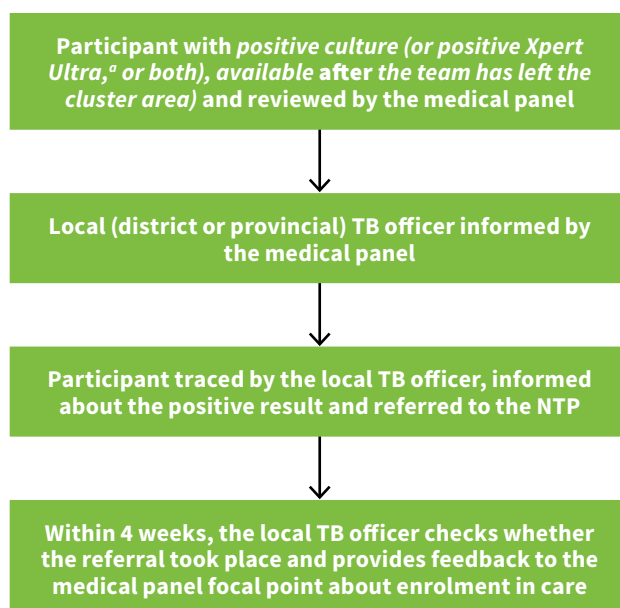 Participant with positive culture (or positive Xpert
Ultra,ᵃ or both), available after the team has left the
cluster area) and reviewed by the medical panel
Local (district or provincial) TB officer informed by
the medical panel
Participant traced by the local TB officer, informed
about the positive result and referred to the NTP
Within 4 weeks, the local TB officer checks whether
the referral took place and provides feedback to the
medical panel focal point about enrolment in care